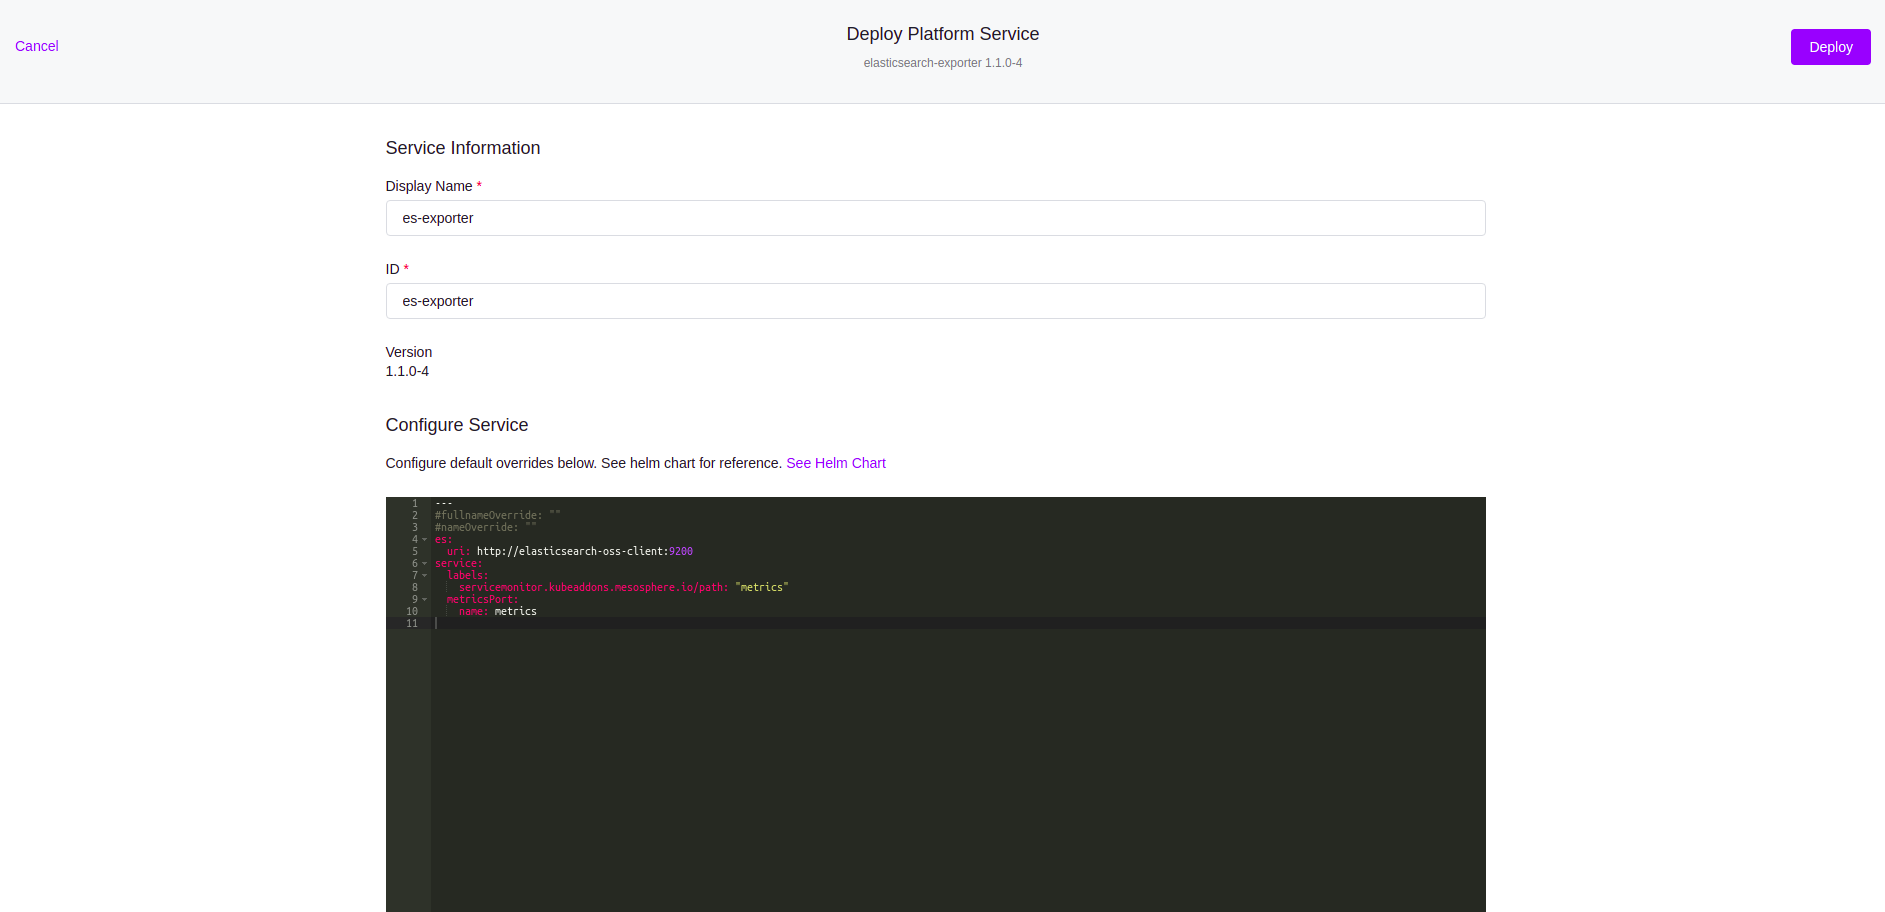 Cancel
Deploy Platform Service
elasticsearch-exporter 1.1.0-4
Deploy
Service Information
Display Name *
es-exporter
ID *
es-exporter
Version
1.1.0-4
Configure Service
Configure default overrides below. See helm chart for reference. See Helm Chart
1 ---
2 #fullnameOverride: ""
3 #nameOverride: ""
4 es:
5   uri: http://elasticsearch-oss-client:9200
6 service:
7   labels:
8     servicemonitor.kubeaddons.mesosphere.io/path: "metrics"
9   metricsPort:
10     name: metrics
11